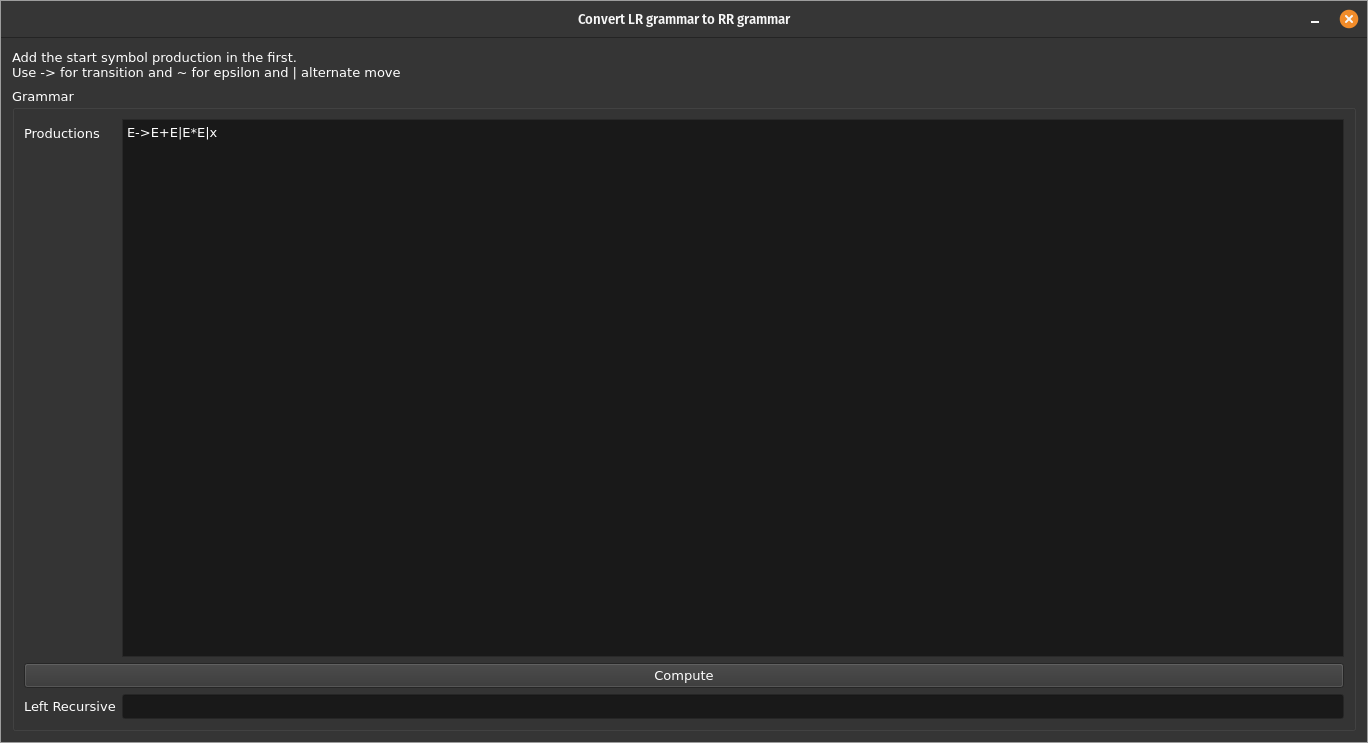 Convert LR grammar to RR grammar
Add the start symbol production in the first.
Use -> for transition and ~ for epsilon and | alternate move
Grammar
Productions
E->E+E|E*E|x
Compute
Left Recursive